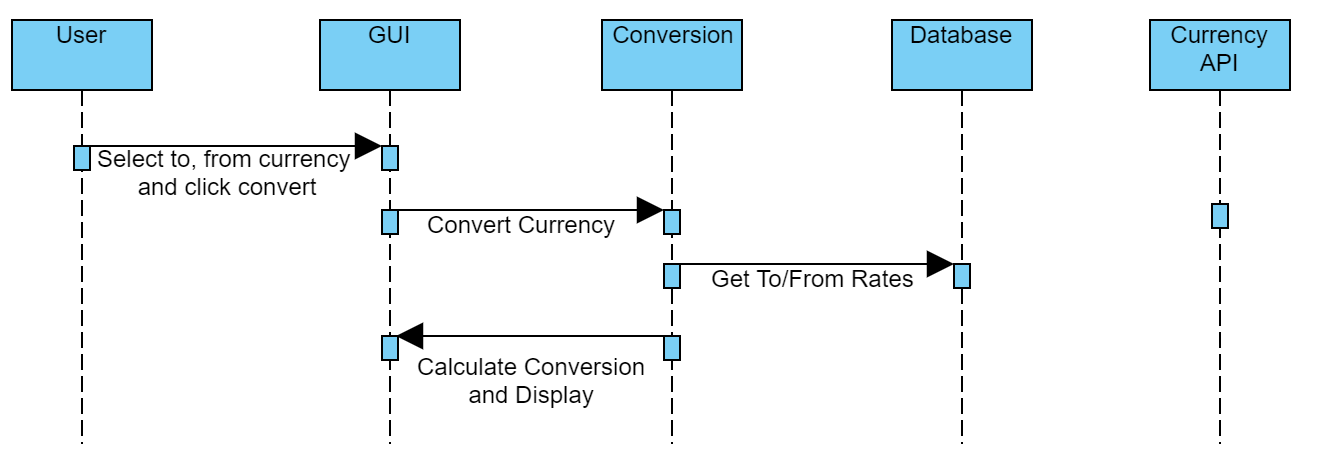 User
GUI
Conversion
Database
Currency
API
Select to, from currency
and click convert
Convert Currency
Get To/From Rates
Calculate Conversion
and Display